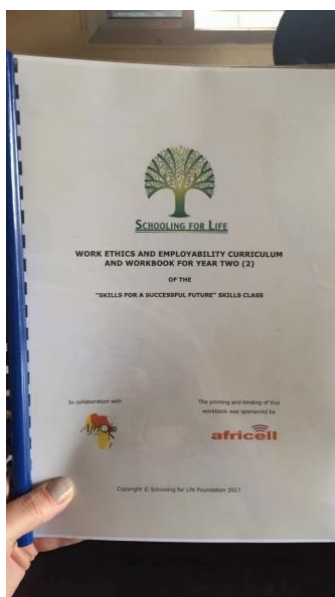 SCHOOLING FOR LIFE
WORK ETHICS AND EMPLOYABILITY CURRICULUM
AND WORKBOOK FOR YEAR TWO (2)
OF THE
"SKILLS FOR A SUCCESSFUL FUTURE" SKILLS CLASS
In collaboration with
The printing and binding of this
workbook was sponsored by
africell
Copyright © Schooling for Life Foundation 2017